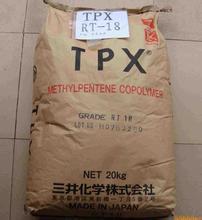 TPX
RT-18
TPX®
METHYLPENTENE COPOLYMER
GRADE RT 18
NET 20kg
三井化学株式会社
MADE IN JAPAN